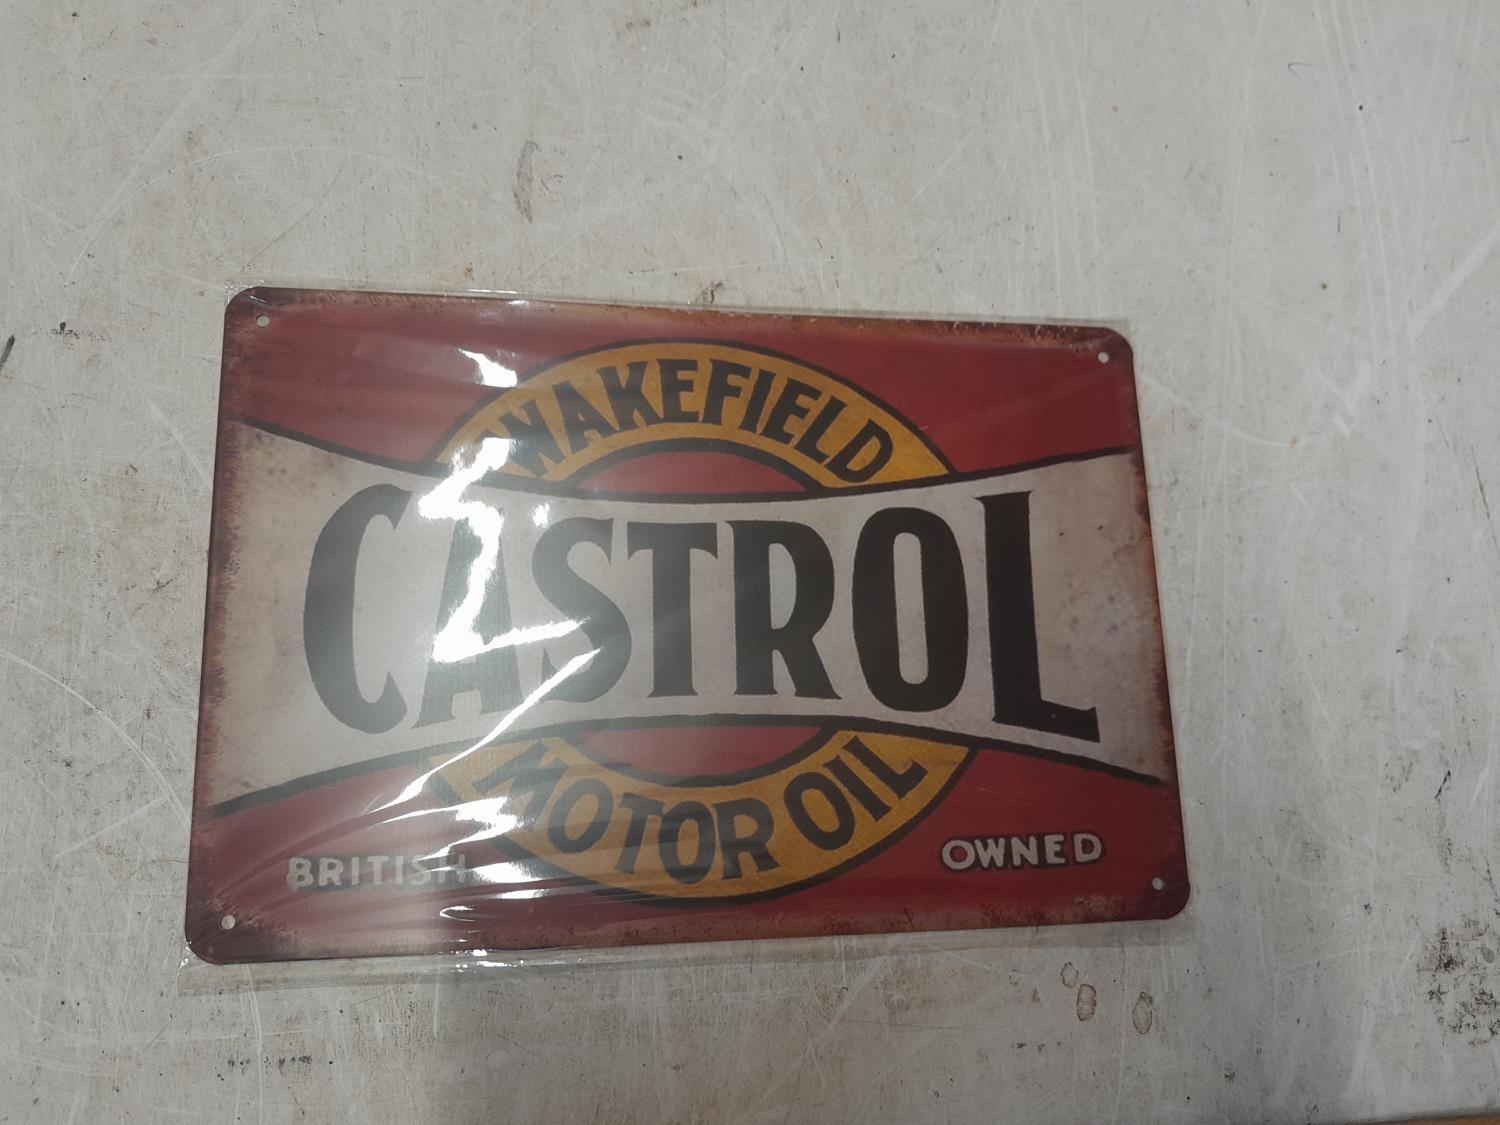 WAKEFIELD
CASTROL
MOTOR OIL
BRITISH OWNED